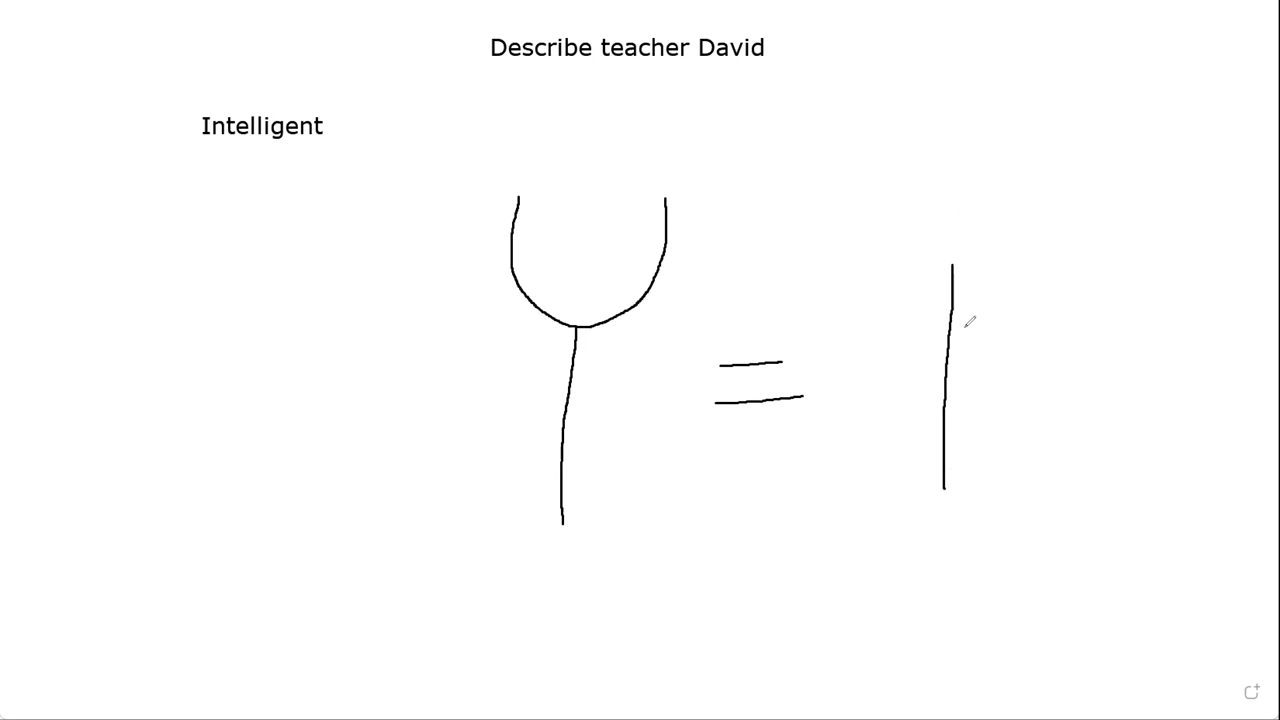 Describe teacher David
Intelligent
Y = I